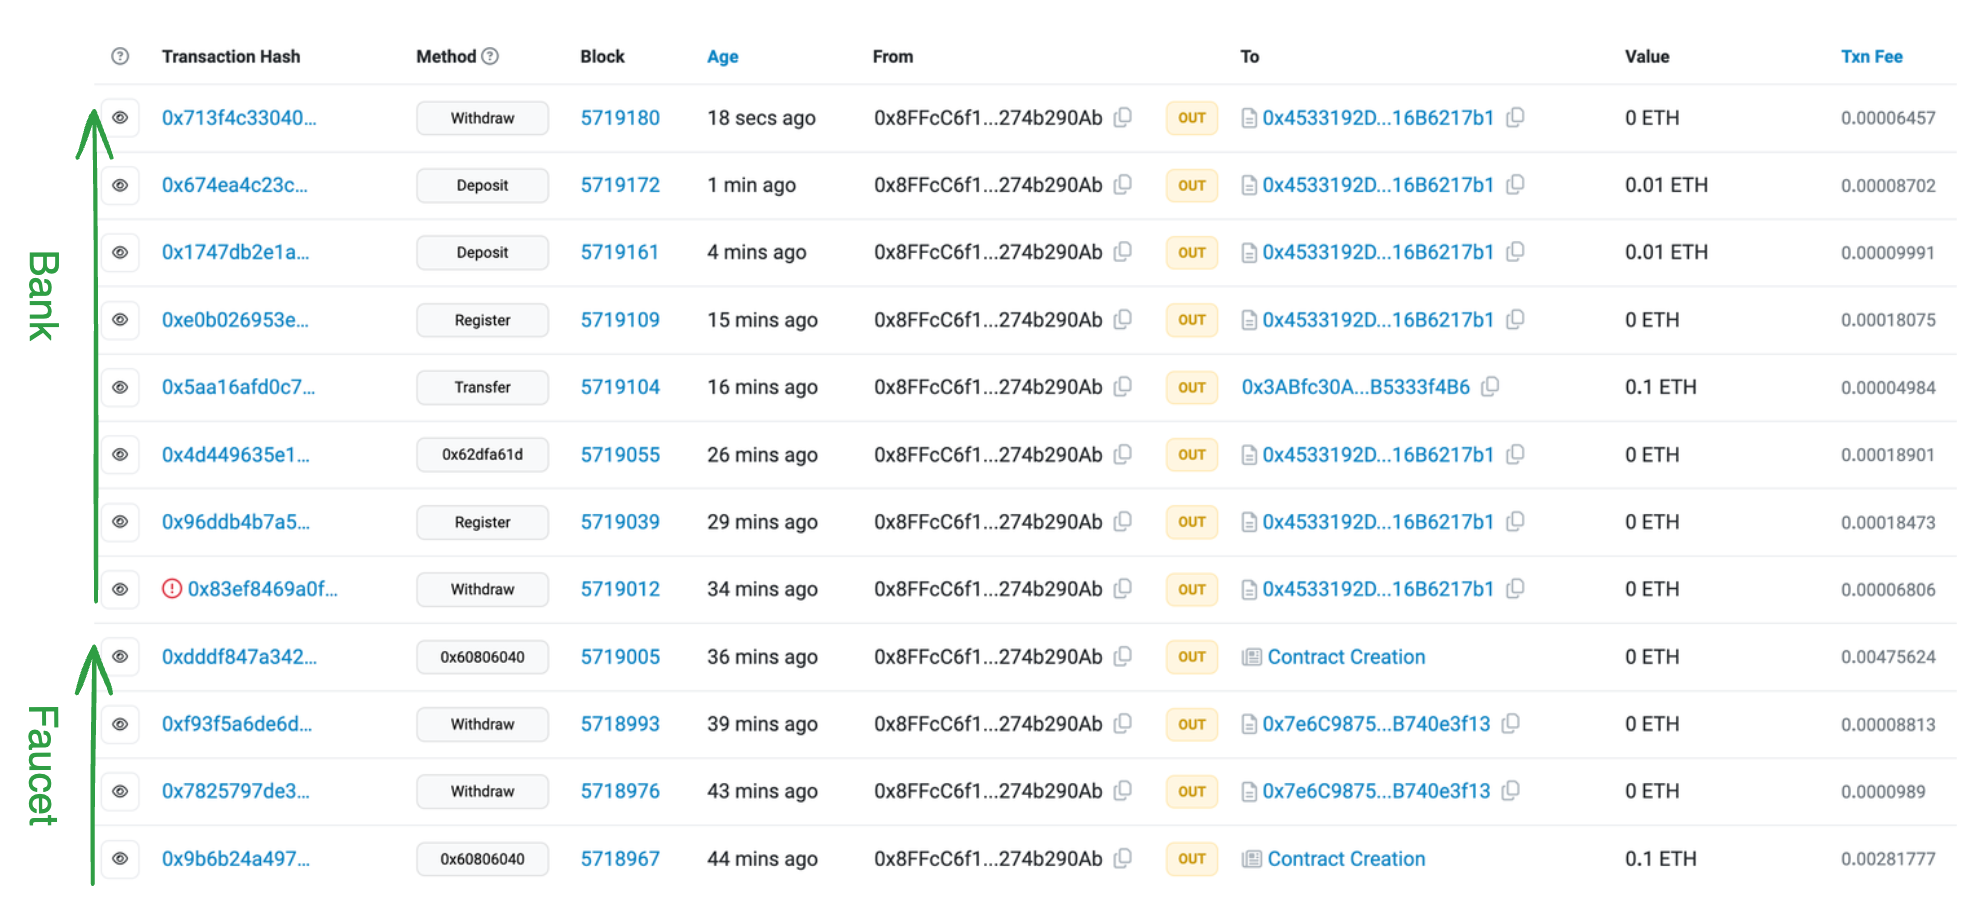 Transaction Hash Method Block Age From To Value Txn Fee
0x713f4c33040... Withdraw 5719180 18 secs ago 0x8FFcC6f1...274b290Ab OUT 0x4533192D...16B6217b1 0 ETH 0.00006457
0x674ea4c23c... Deposit 5719172 1 min ago 0x8FFcC6f1...274b290Ab OUT 0x4533192D...16B6217b1 0.01 ETH 0.00008702
0x1747db2e1a... Deposit 5719161 4 mins ago 0x8FFcC6f1...274b290Ab OUT 0x4533192D...16B6217b1 0.01 ETH 0.00009991
0xe0b026953e... Register 5719109 15 mins ago 0x8FFcC6f1...274b290Ab OUT 0x4533192D...16B6217b1 0 ETH 0.00018075
0x5aa16afd0c7... Transfer 5719104 16 mins ago 0x8FFcC6f1...274b290Ab OUT 0x3ABfc30A...B5333f4B6 0.1 ETH 0.00004984
0x4d449635e1... 0x62dfa61d 5719055 26 mins ago 0x8FFcC6f1...274b290Ab OUT 0x4533192D...16B6217b1 0 ETH 0.00018901
0x96ddb4b7a5... Register 5719039 29 mins ago 0x8FFcC6f1...274b290Ab OUT 0x4533192D...16B6217b1 0 ETH 0.00018473
0x83ef8469a0f... Withdraw 5719012 34 mins ago 0x8FFcC6f1...274b290Ab OUT 0x4533192D...16B6217b1 0 ETH 0.00006806
0xdddf847a342... 0x60806040 5719005 36 mins ago 0x8FFcC6f1...274b290Ab OUT Contract Creation 0 ETH 0.00475624
0xf93f5a6de6d... Withdraw 5718993 39 mins ago 0x8FFcC6f1...274b290Ab OUT 0x7e6C9875...B740e3f13 0 ETH 0.00008813
0x7825797de3... Withdraw 5718976 43 mins ago 0x8FFcC6f1...274b290Ab OUT 0x7e6C9875...B740e3f13 0 ETH 0.0000989
0x9b6b24a497... 0x60806040 5718967 44 mins ago 0x8FFcC6f1...274b290Ab OUT Contract Creation 0.1 ETH 0.00281777
Bank
Faucet